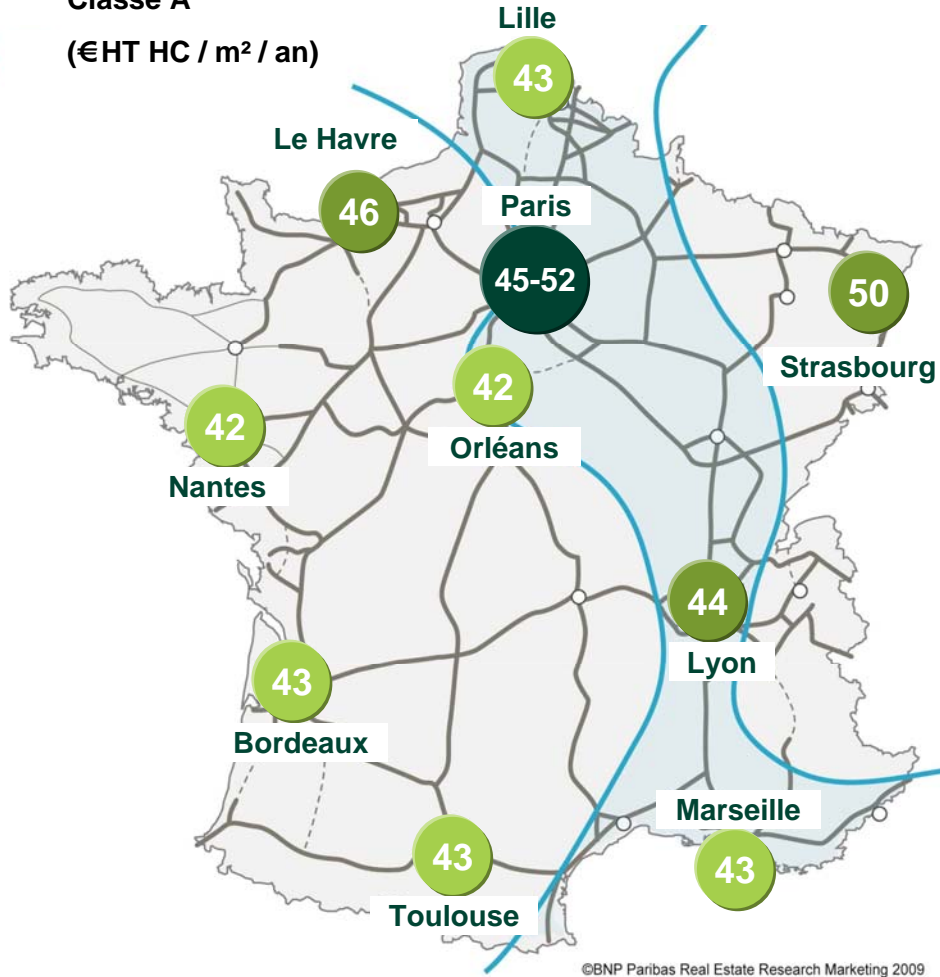 Classe A
(€HT HC / m² / an)
Lille
43
Le Havre
46
Paris
45-52
50
Strasbourg
42
Orléans
42
Nantes
44
Lyon
43
Bordeaux
Marseille
43
43
Toulouse
©BNP Paribas Real Estate Research Marketing 2009